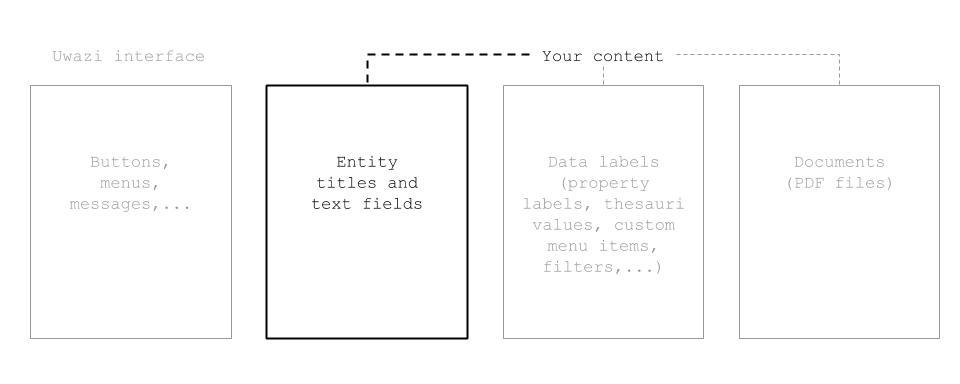 Uwazi interface
Your content
Buttons,
menus,
messages,...
Entity
titles and
text fields
Data labels
(property
labels, thesauri
values, custom
menu items,
filters,...)
Documents
(PDF files)